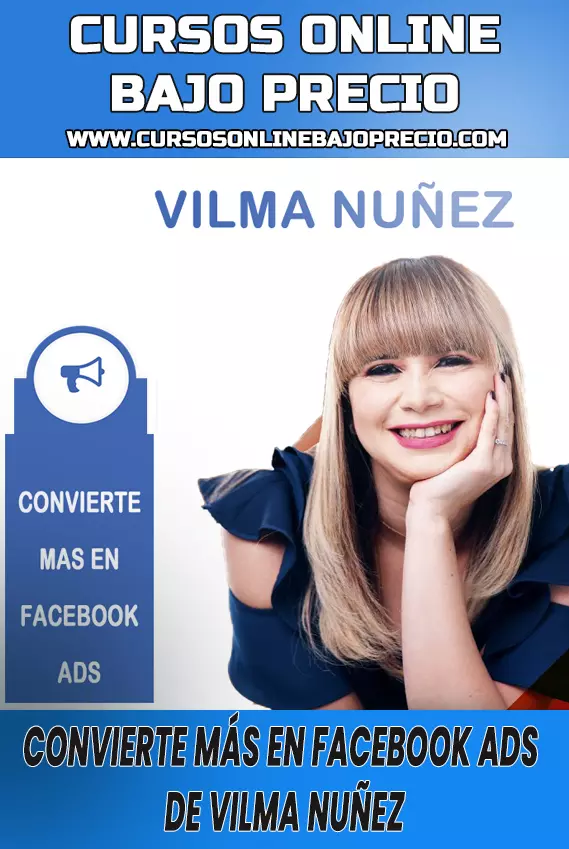 CURSOS ONLINE
BAJO PRECIO
WWW.CURSOSONLINEBAJOPRECIO.COM
VILMA NUÑEZ
CONVIERTE
MAS EN
FACEBOOK
ADS
CONVIERTE MÁS EN FACEBOOK ADS
DE VILMA NUÑEZ